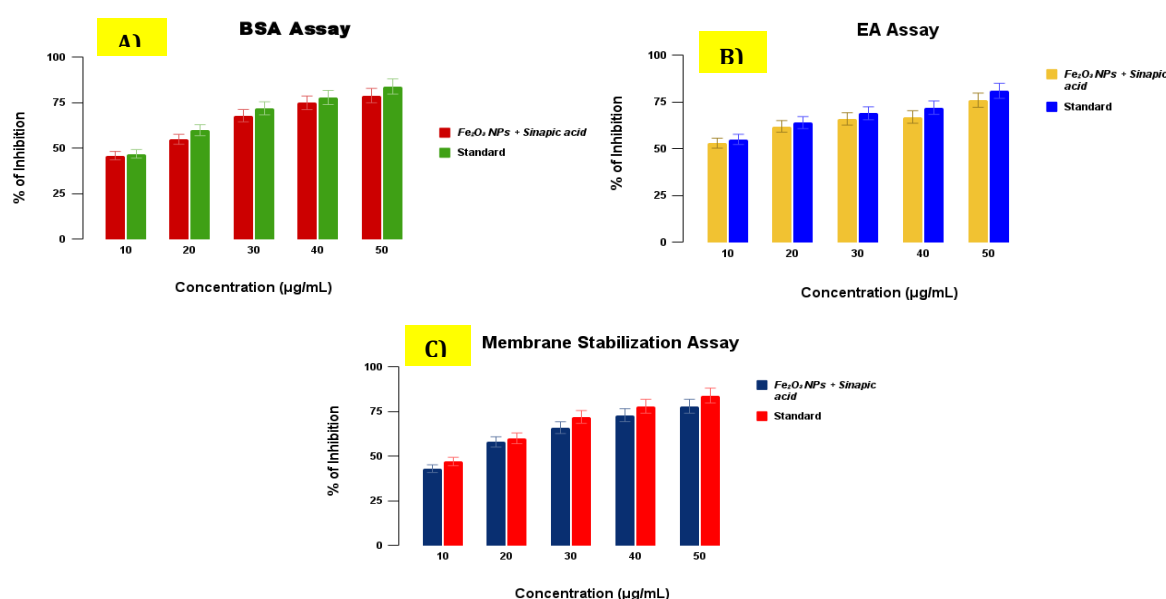 A)
BSA Assay
100
75
50
25
0
% of Inhibition
10 20 30 40 50
Concentration (µg/mL)
Fe₂O₃ NPs + Sinapic acid
Standard
B)
EA Assay
100
75
50
25
0
% of Inhibition
10 20 30 40 50
Concentration (µg/mL)
Fe₂O₃ NPs + Sinapic
acid
Standard
C)
Membrane Stabilization Assay
100
75
50
25
0
% of Inhibition
10 20 30 40 50
Concentration (µg/mL)
Fe₂O₃ NPs + Sinapic
acid
Standard